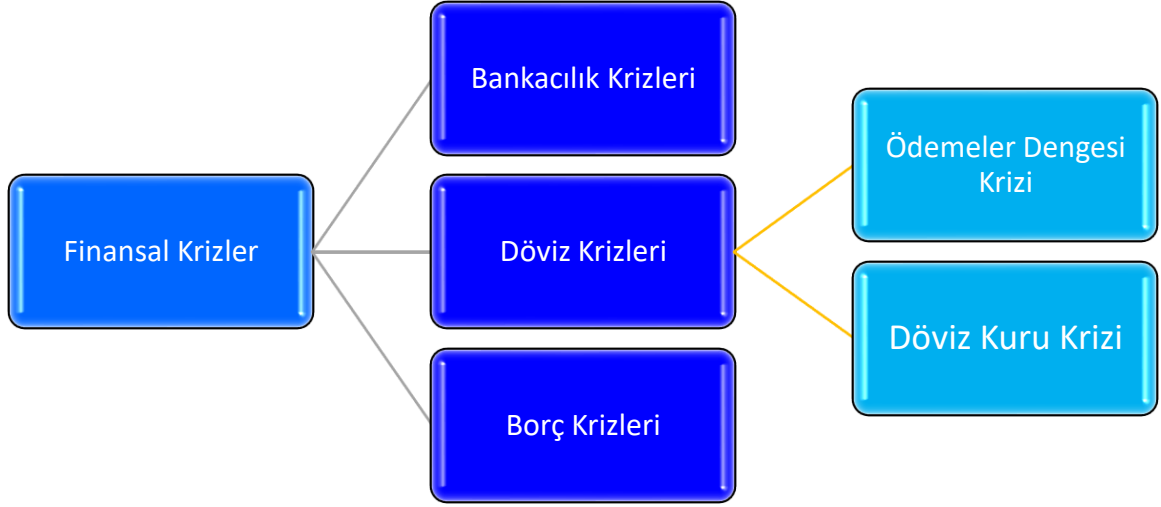 Finansal Krizler
Bankacılık Krizleri
Döviz Krizleri
Borç Krizleri
Ödemeler Dengesi
Krizi
Döviz Kuru Krizi